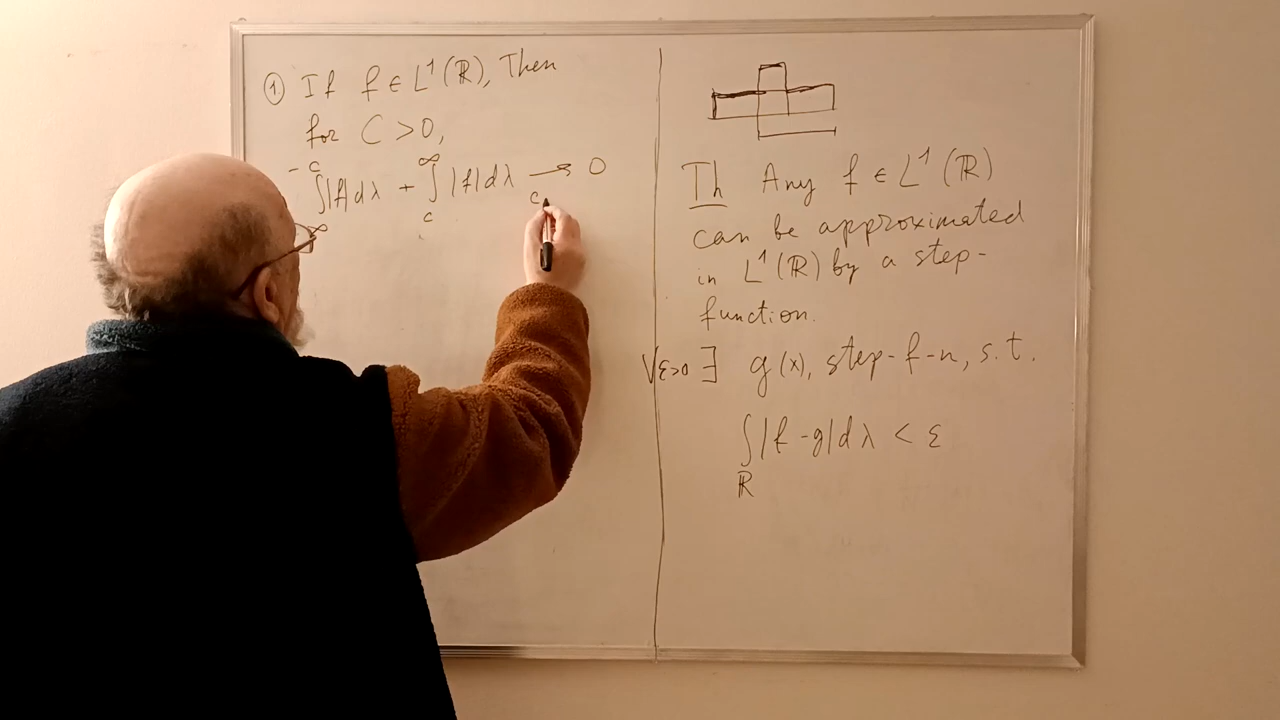 ① If f ∈ L¹(ℝ), Then
for C > 0,
∫_{-∞}^{-c} |f|dλ + ∫_c^∞ |f|dλ → 0
c
Th Any f ∈ L¹(ℝ)
can be approximated
in L¹(ℝ) by a step-
function.
∀ε>0 ∃ g(x), step-f-n, s.t.
∫_ℝ |f-g|dλ < ε